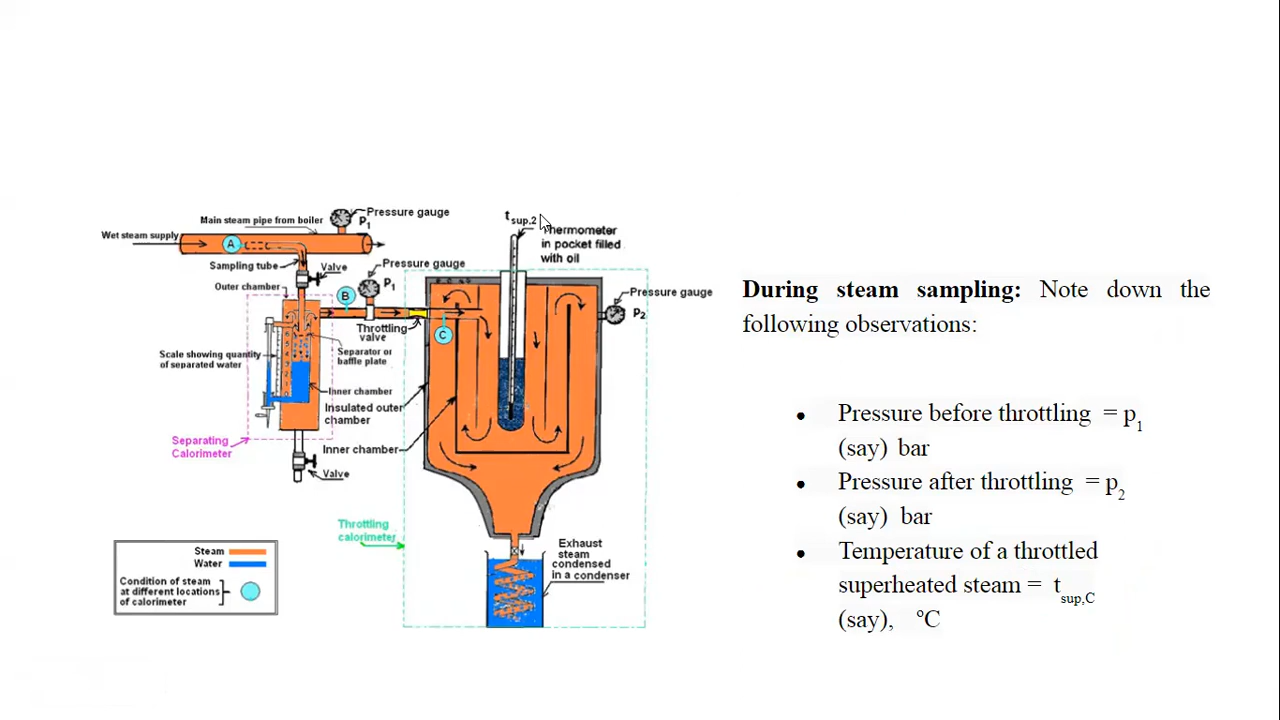 Main steam pipe from boiler
Pressure gauge
p1
Wet steam supply
A
Sampling tube
Valve
Pressure gauge
p1
Outer chamber
B
Throttling
valve
C
Scale showing quantity
of separated water
Separator or
baffle plate
Inner chamber
Insulated outer
chamber
Inner chamber
Separating
Calorimeter
Valve
tsup,2
Thermometer
in pocket filled
with oil
Pressure gauge
p2
Throttling
calorimeter
Exhaust
steam
condensed
in a condenser
Steam
Water
Condition of steam
at different locations
of calorimeter
During steam sampling: Note down the
following observations:
• Pressure before throttling = p1
(say) bar
• Pressure after throttling = p2
(say) bar
• Temperature of a throttled
superheated steam = tsup,C
(say), °C